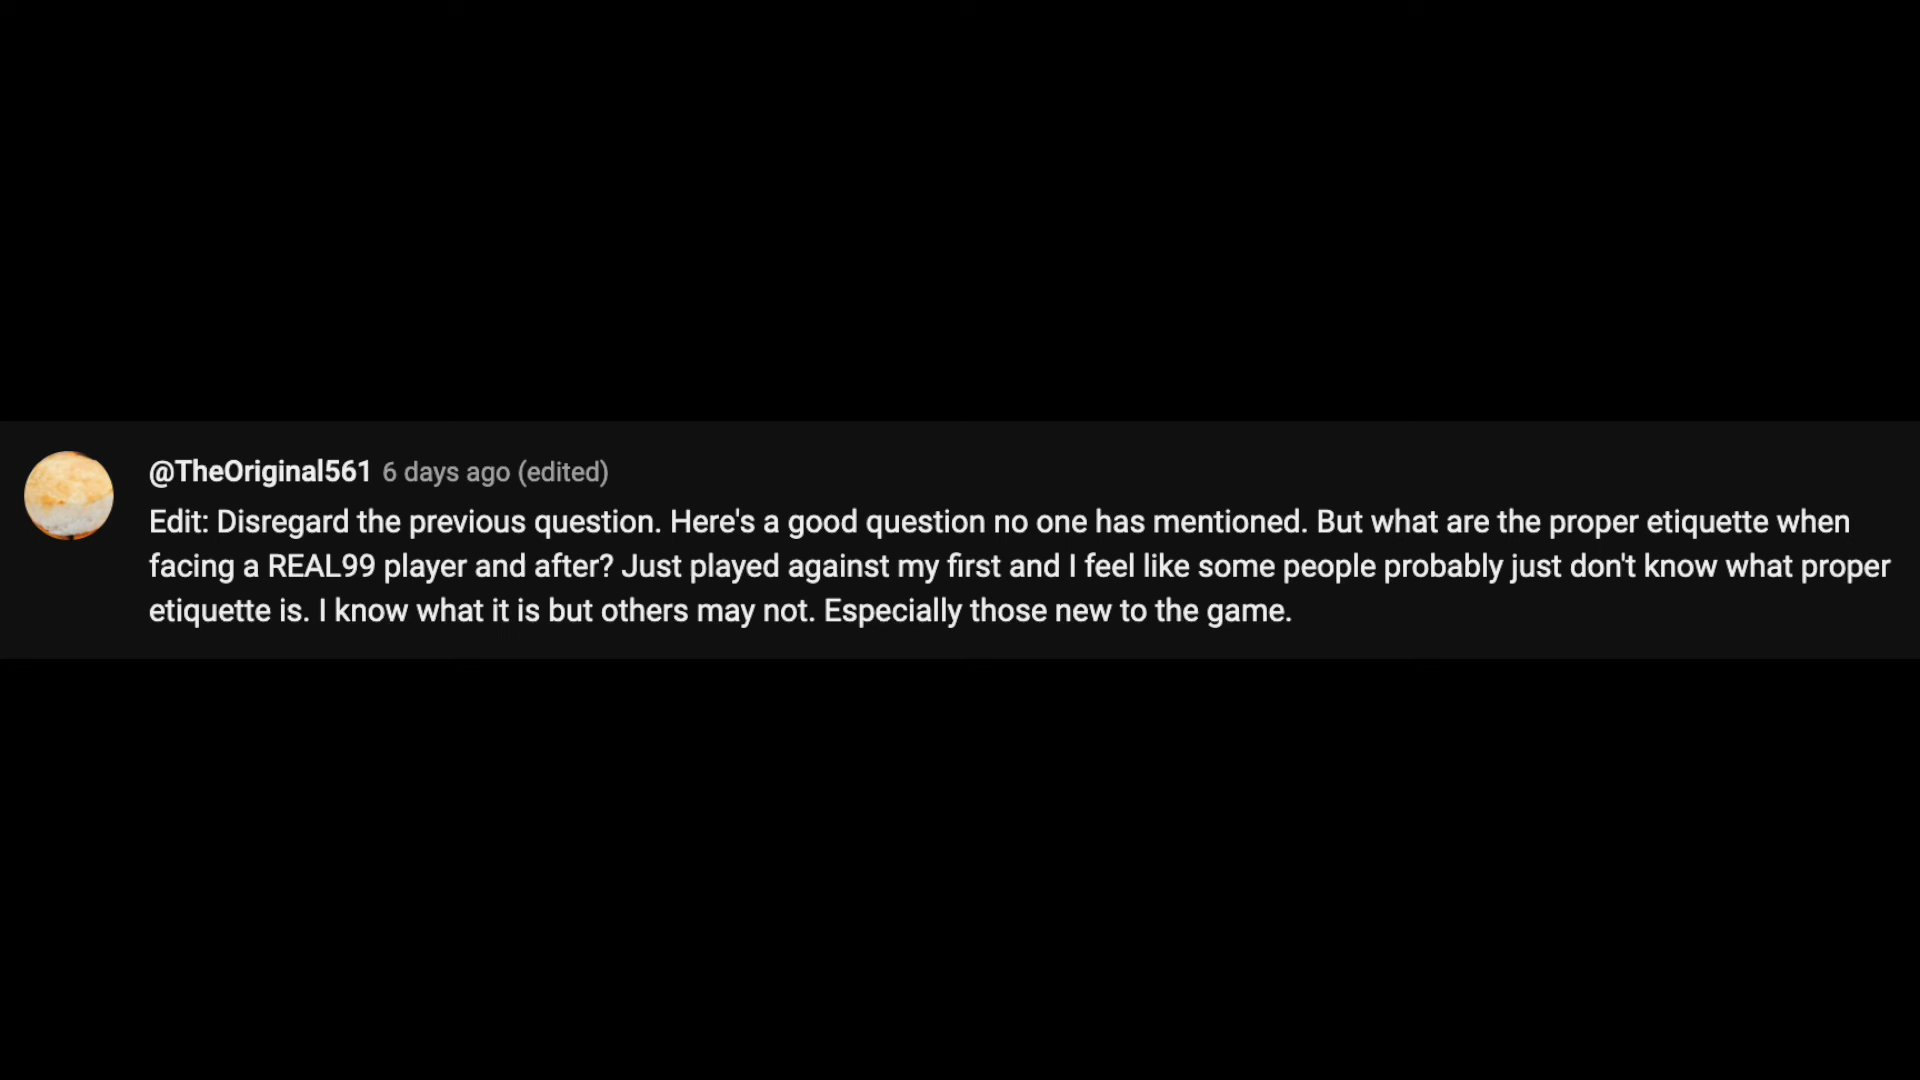 @TheOriginal561 6 days ago (edited)
Edit: Disregard the previous question. Here's a good question no one has mentioned. But what are the proper etiquette when
facing a REAL99 player and after? Just played against my first and I feel like some people probably just don't know what proper
etiquette is. I know what it is but others may not. Especially those new to the game.